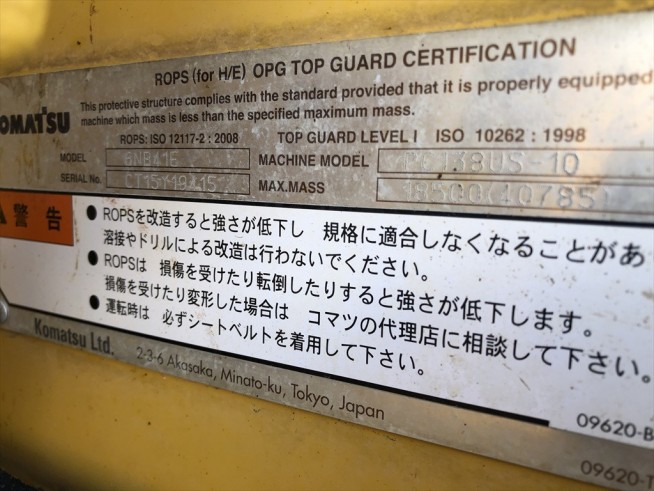 ROPS (for H/E) OPG TOP GUARD CERTIFICATION
KOMATSU
This protective structure complies with the standard provided that it is properly equipped
machine which mass is less than the specified maximum mass.
ROPS: ISO 12117-2 : 2008 TOP GUARD LEVEL I ISO 10262 : 1998
MODEL MACHINE MODEL PC138US-10
SERIAL No. MAX.MASS
警告
● ROPSを改造すると強さが低下し 規格に適合しなくなることがあ
溶接やドリルによる改造は行わないでください。
● ROPSは 損傷を受けたり転倒したりすると強さが低下します。
損傷を受けたり変形した場合は コマツの代理店に相談して下さい。
● 運転時は 必ずシートベルトを着用して下さい。
Komatsu Ltd. 2-3-6 Akasaka, Minato-ku, Tokyo, Japan
09620-B
09620-T